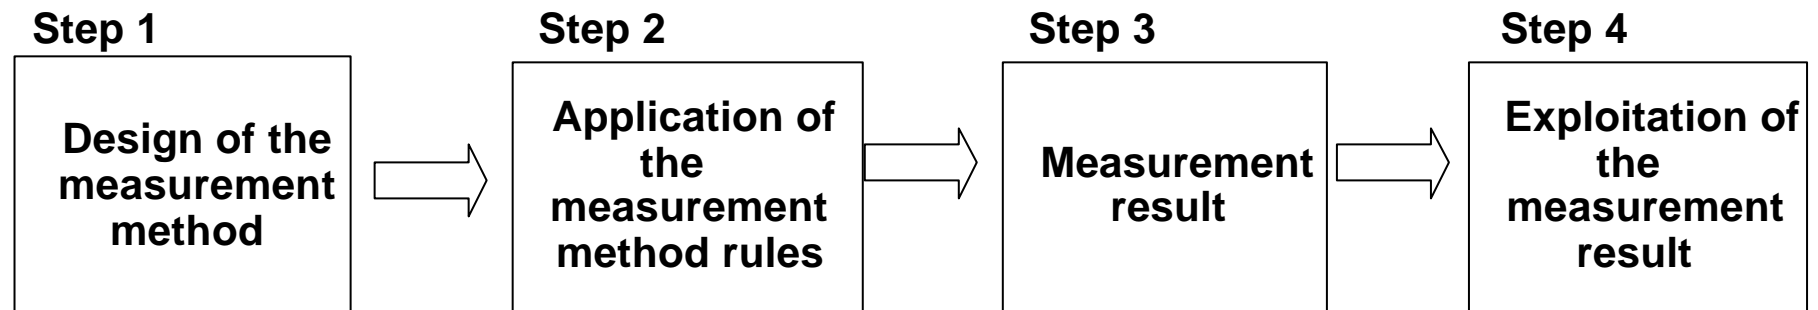 Step 1
Design of the
measurement
method
Step 2
Application of
the
measurement
method rules
Step 3
Measurement
result
Step 4
Exploitation of
the
measurement
result